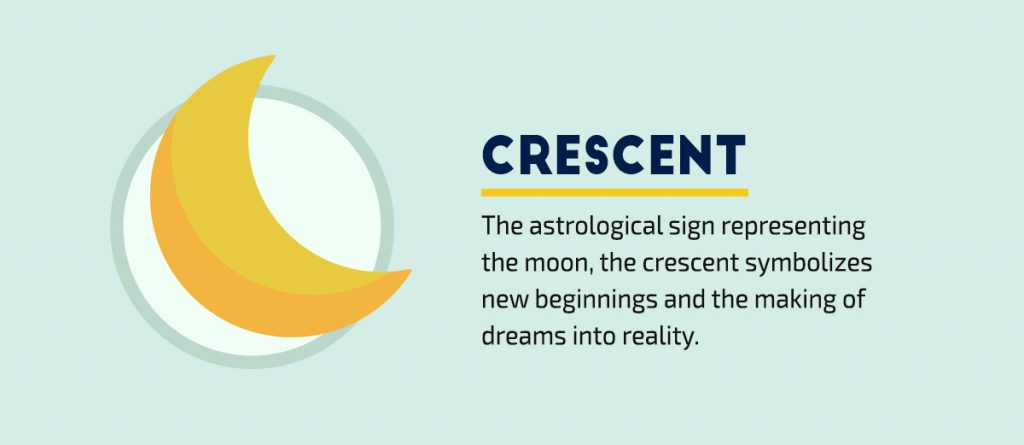 CRESCENT
The astrological sign representing
the moon, the crescent symbolizes
new beginnings and the making of
dreams into reality.